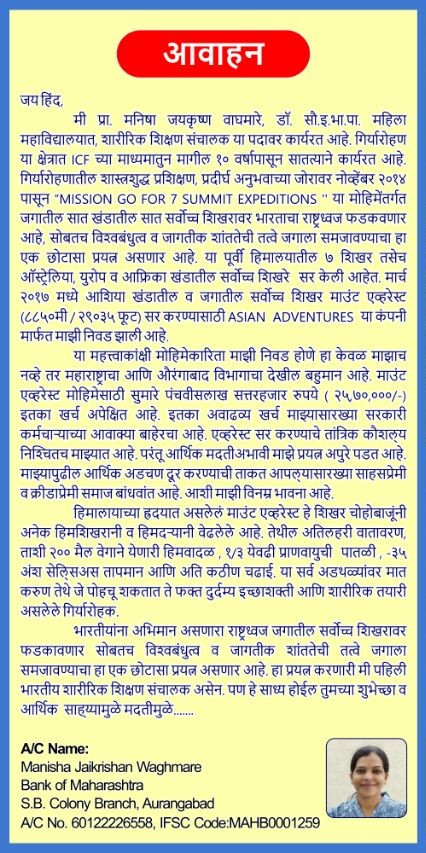 आवाहन
जय हिंद,
मी प्रा. मनिषा जयकृष्ण वाघमारे, डॉ. सौ.इ.भा.पा. महिला
महाविद्यालयात, शारीरिक शिक्षण संचालक या पदावर कार्यरत आहे. गिर्यारोहण
या क्षेत्रात ICF च्या माध्यमातुन मागील १० वर्षापासून सातत्याने कार्यरत आहे.
गिर्यारोहणातील शास्त्रशुद्ध प्रशिक्षण, प्रदीर्घ अनुभवाच्या जोरावर नोव्हेंबर २०१४
पासून "MISSION GO FOR 7 SUMMIT EXPEDITIONS " या मोहिमेंतर्गत
जगातील सात खंडातील सात सर्वोच्च शिखरावर भारताचा राष्ट्रध्वज फडकवणार
आहे, सोबतच विश्वबंधुत्व व जागतीक शांततेची तत्वे जगाला समजावण्याचा हा
एक छोटासा प्रयत्न असणार आहे. या पूर्वी हिमालयातील ७ शिखर तसेच
ऑस्ट्रेलिया, युरोप व आफ्रिका खंडातील सर्वोच्च शिखरे सर केली आहेत. मार्च
२०१७ मध्ये आशिया खंडातील व जगातील सर्वोच्च शिखर माउंट एव्हरेस्ट
(८८५०मी / २९०३५ फूट) सर करण्यासाठी ASIAN ADVENTURES या कंपनी
मार्फत माझी निवड झाली आहे.
या महत्त्वाकांक्षी मोहिमेकारिता माझी निवड होणे हा केवळ माझाच
नव्हे तर महाराष्ट्राचा आणि औरंगाबाद विभागाचा देखील बहुमान आहे. माउंट
एव्हरेस्ट मोहिमेसाठी सुमारे पंचवीसलाख सत्तरहजार रुपये ( २५,७०,०००/-)
इतका खर्च अपेक्षित आहे. इतका अवाढव्य खर्च माझ्यासारख्या सरकारी
कर्मचाऱ्याच्या आवाक्या बाहेरचा आहे. एव्हरेस्ट सर करण्याचे तांत्रिक कौशल्य
निश्चितच माझ्यात आहे. परंतू आर्थिक मदतीअभावी माझे प्रयत्न अपुरे पडत आहे.
माझ्यापुढील आर्थिक अडचण दूर करण्याची ताकत आपल्यासारख्या साहसप्रेमी
व क्रीडाप्रेमी समाज बांधवांत आहे. आशी माझी विनम्र भावना आहे.
हिमालयाच्या ह्रदयात असलेलं माउंट एव्हरेस्ट हे शिखर चोहोबाजूंनी
अनेक हिमशिखरानी व हिमदऱ्यानी वेढलेले आहे. तेथील अतिलहरी वातावरण,
ताशी २०० मैल वेगाने येणारी हिमवादळ , १/३ येवढी प्राणवायुची पातळी , -३५
अंश सेल्सिअस तापमान आणि अति कठीण चढाई. या सर्व अडथळ्यांवर मात
करुण तेथे जे पोहचू शकतात ते फक्त दुर्दम्य इच्छाशक्ती आणि शारीरिक तयारी
असलेले गिर्यारोहक.
भारतीयांना अभिमान असणारा राष्ट्रध्वज जगातील सर्वोच्च शिखरावर
फडकावणार सोबतच विश्वबंधुत्व व जागतीक शांततेची तत्वे जगाला
समजावण्याचा हा एक छोटासा प्रयत्न असणार आहे. हा प्रयत्न करणारी मी पहिली
भारतीय शारीरिक शिक्षण संचालक असेन. पण हे साध्य होईल तुमच्या शुभेच्छा व
आर्थिक साह्य्यामुळे मदतीमुळे.......
A/C Name:
Manisha Jaikrishan Waghmare
Bank of Maharashtra
S.B. Colony Branch, Aurangabad
A/C No. 60122226558, IFSC Code:MAHB0001259